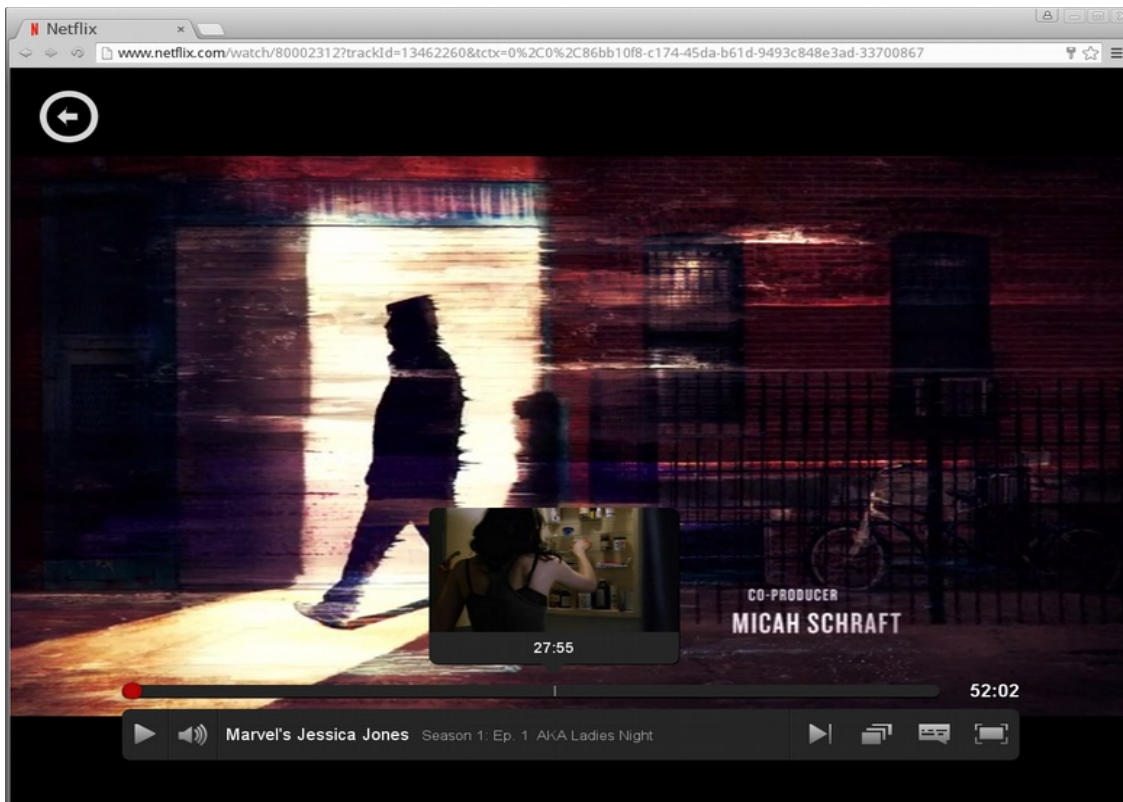 Netflix
www.netflix.com/watch/80002312?trackId=13462260&tctx=0%2C0%2C86bb10f8-c174-45da-b61d-9493c848e3ad-33700867
CO-PRODUCER
MICAH SCHRAFT
27:55
52:02
Marvel's Jessica Jones Season 1: Ep. 1 AKA Ladies Night